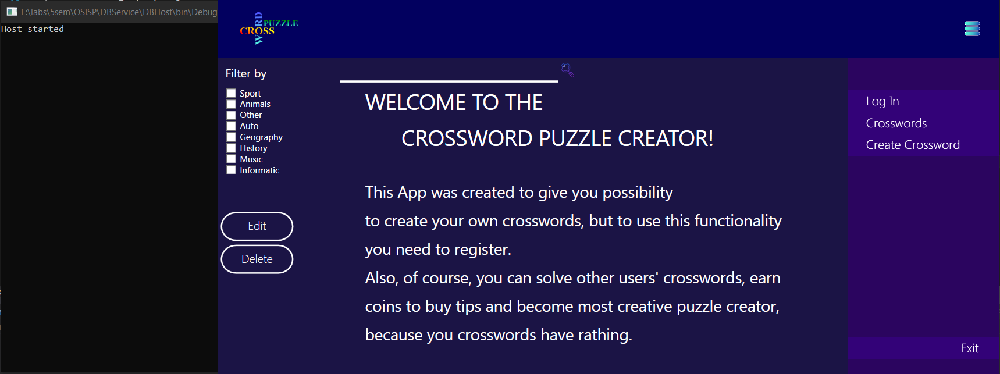 E:\labs\5sem\OSISP\DBService\DBHost\bin\Debug
Host started
CROSS
WORD
PUZZLE
Filter by
Sport
Animals
Other
Auto
Geography
History
Music
Informatic
Edit
Delete
WELCOME TO THE
CROSSWORD PUZZLE CREATOR!
This App was created to give you possibility
to create your own crosswords, but to use this functionality
you need to register.
Also, of course, you can solve other users' crosswords, earn
coins to buy tips and become most creative puzzle creator,
because you crosswords have rathing.
Log In
Crosswords
Create Crossword
Exit